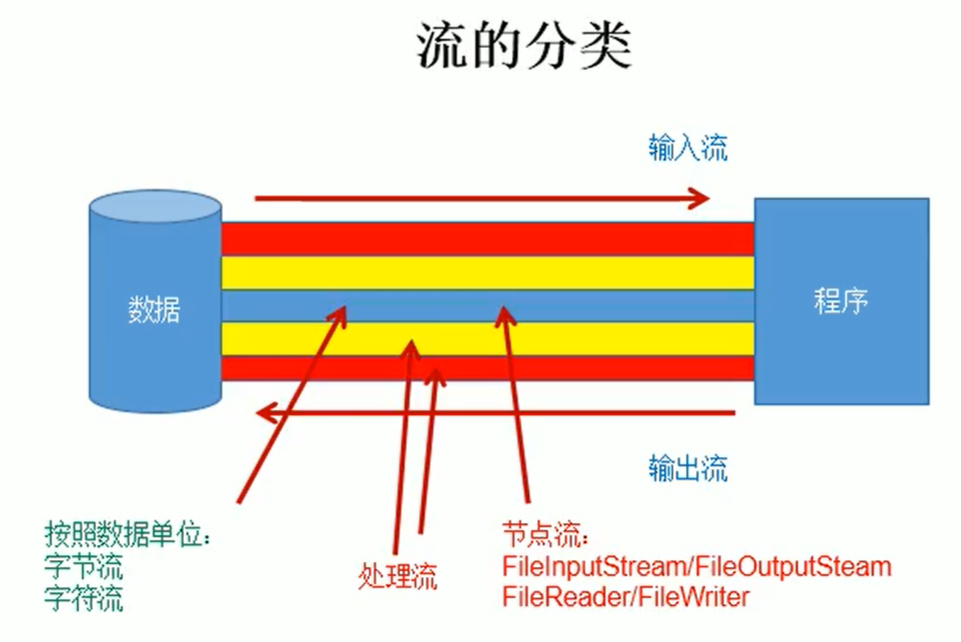 流的分类
输入流
数据
程序
输出流
按照数据单位：
字节流
字符流
处理流
节点流：
FileInputStream/FileOutputSteam
FileReader/FileWriter